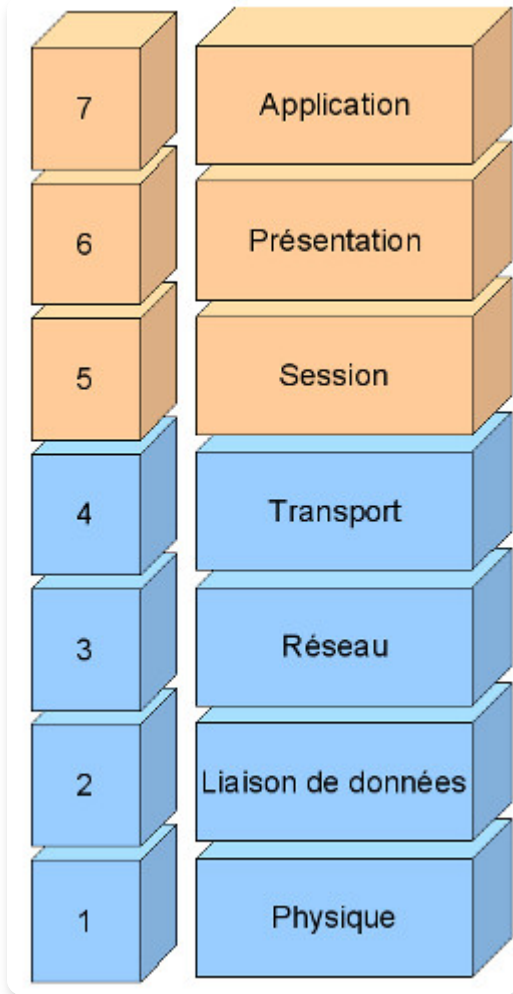 7 Application
6 Présentation
5 Session
4 Transport
3 Réseau
2 Liaison de données
1 Physique